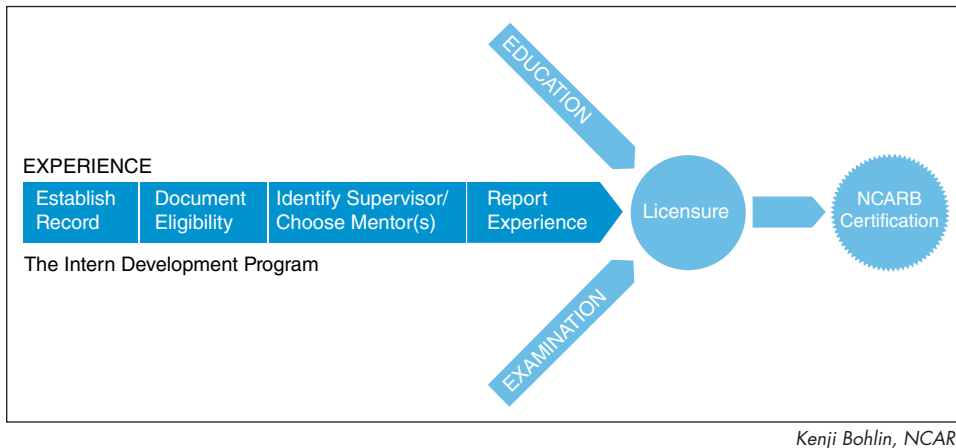 EDUCATION
EXPERIENCE
Establish
Record
Document
Eligibility
Identify Supervisor/
Choose Mentor(s)
Report
Experience
Licensure
NCARB
Certification
The Intern Development Program
EXAMINATION
Kenji Bohlin, NCAR